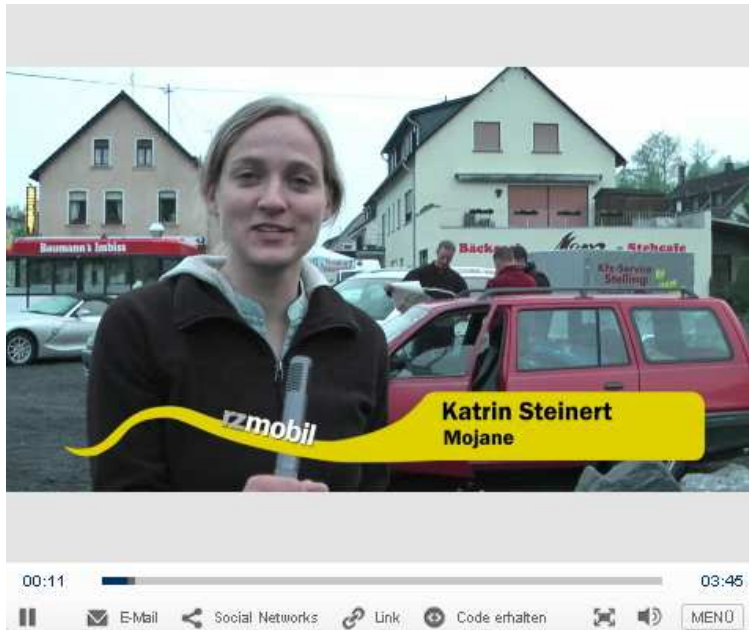 Baumann's Imbiss
Stehcafe
Kfz-Service
Stelling
rzmobil
Katrin Steinert
Mojane
00:11
03:45
E-Mail
Social Networks
Link
Code erhalten
MENÜ